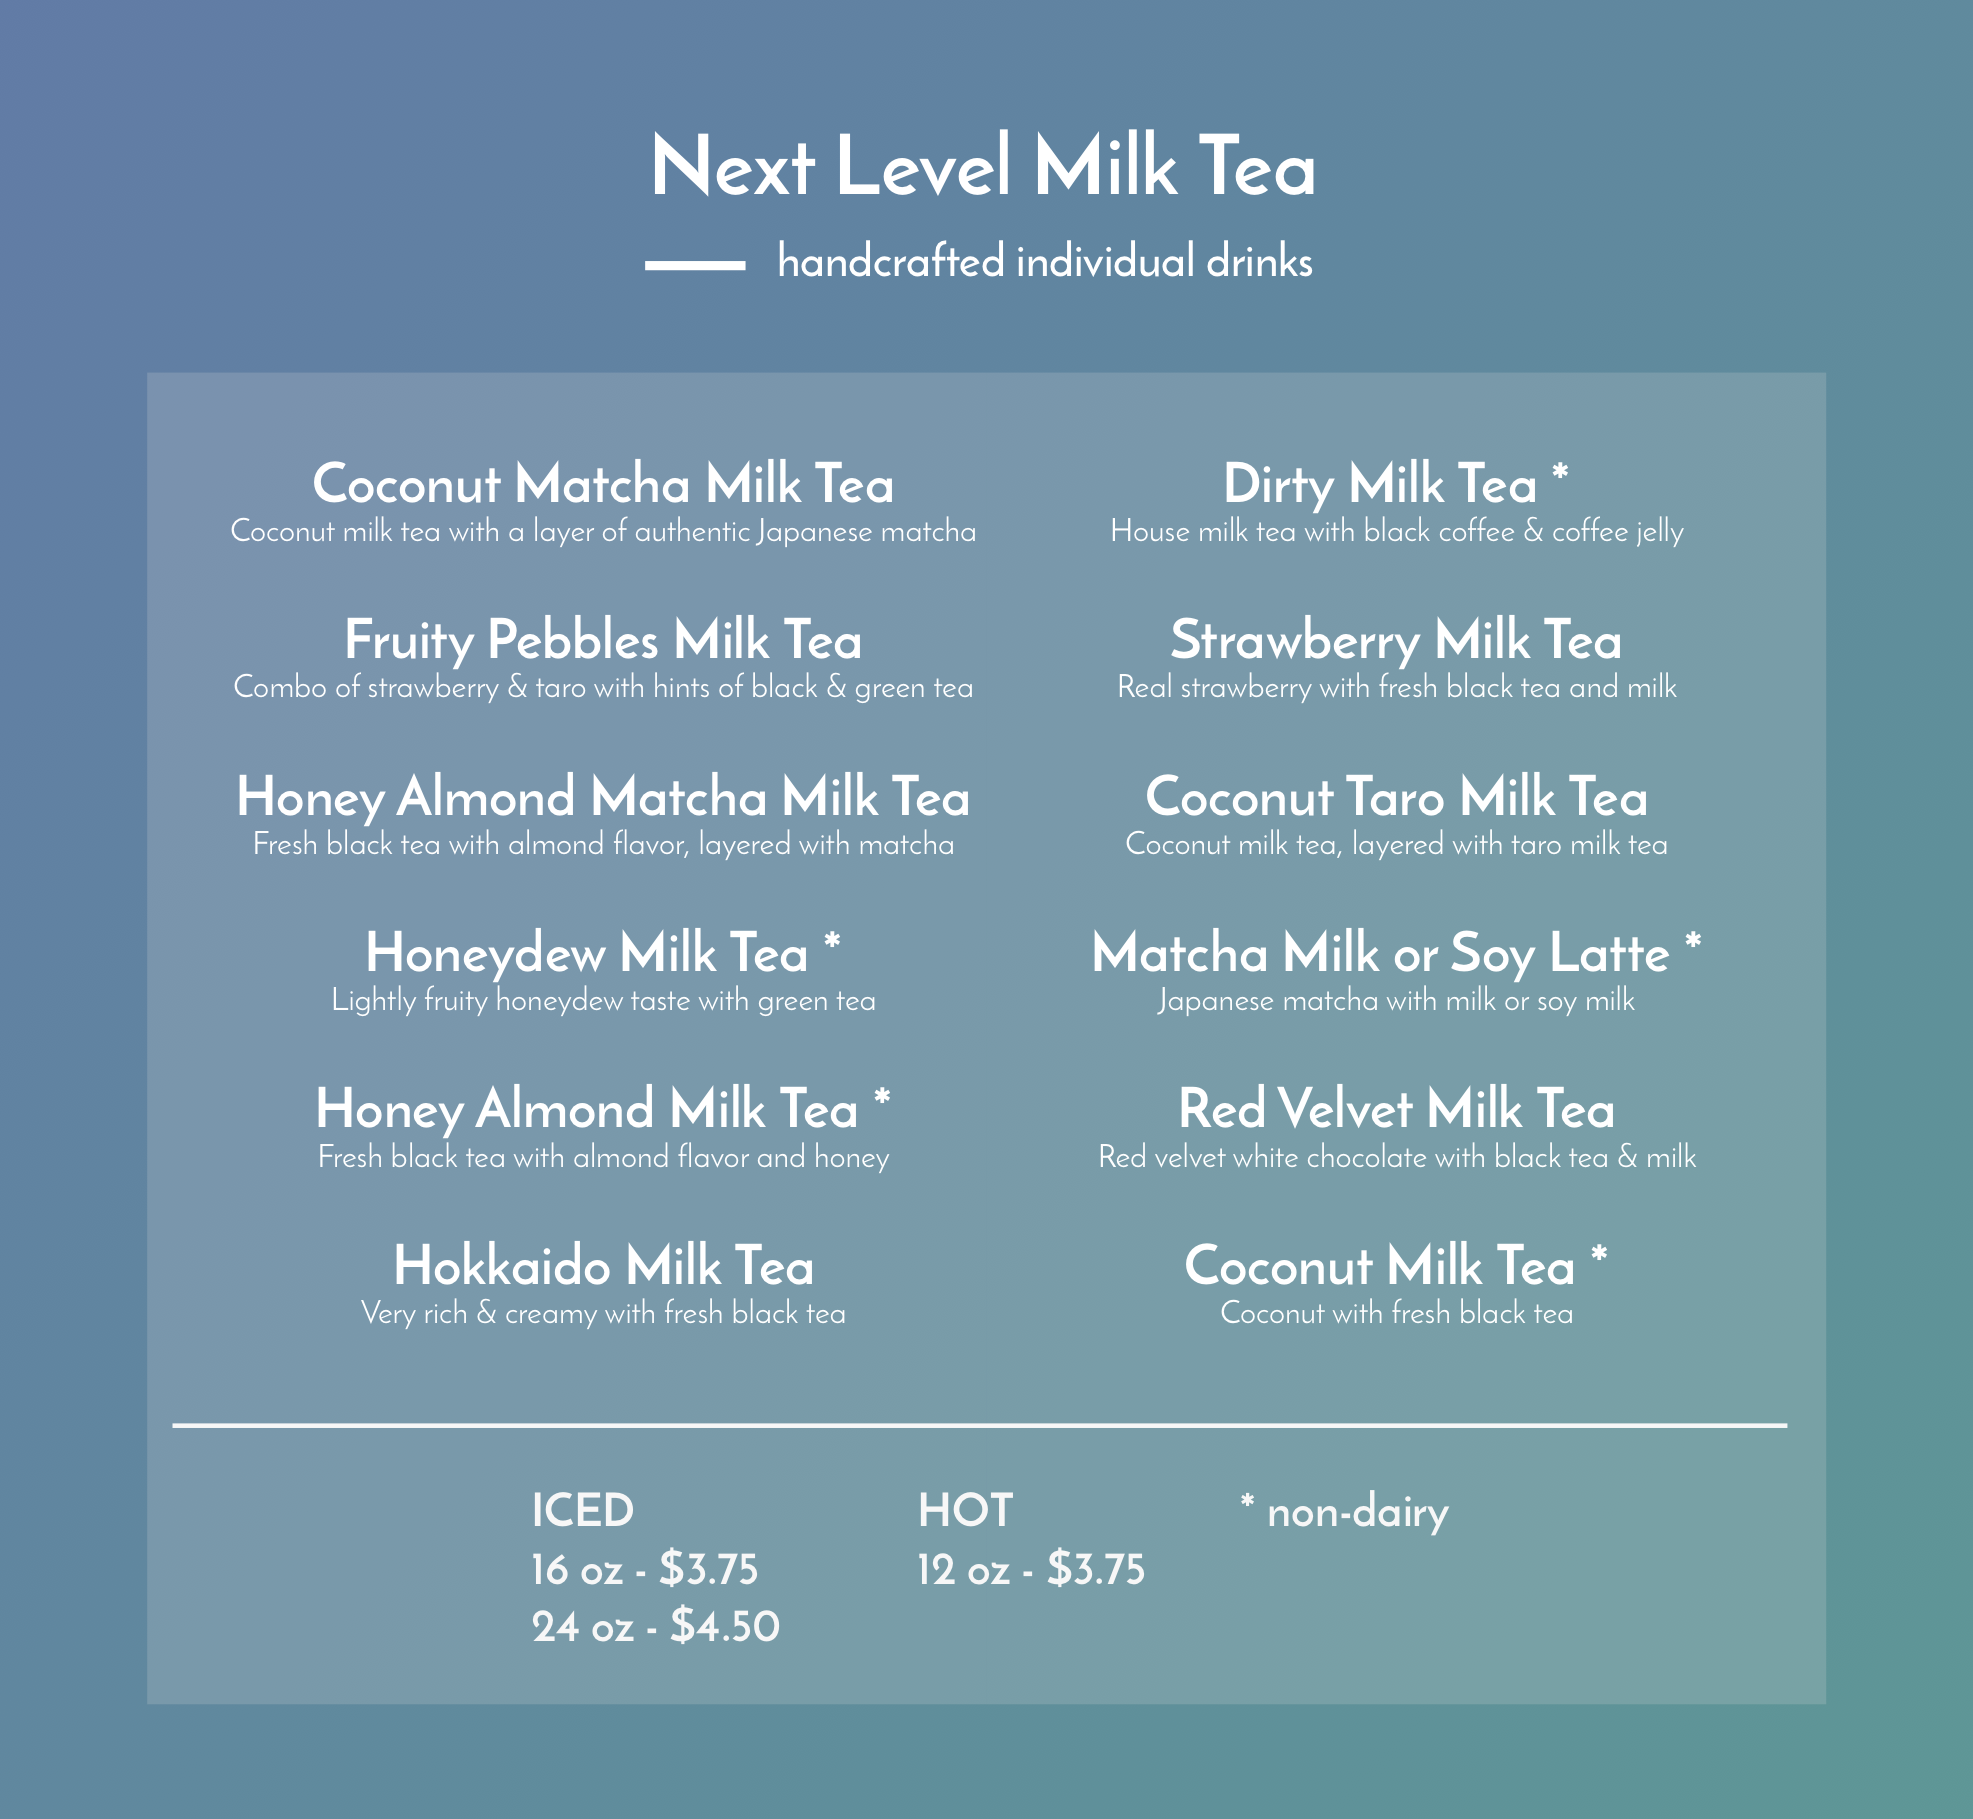 Next Level Milk Tea
handcrafted individual drinks
Coconut Matcha Milk Tea
Coconut milk tea with a layer of authentic Japanese matcha
Fruity Pebbles Milk Tea
Combo of strawberry & taro with hints of black & green tea
Honey Almond Matcha Milk Tea
Fresh black tea with almond flavor, layered with matcha
Honeydew Milk Tea *
Lightly fruity honeydew taste with green tea
Honey Almond Milk Tea *
Fresh black tea with almond flavor and honey
Hokkaido Milk Tea
Very rich & creamy with fresh black tea
Dirty Milk Tea *
House milk tea with black coffee & coffee jelly
Strawberry Milk Tea
Real strawberry with fresh black tea and milk
Coconut Taro Milk Tea
Coconut milk tea, layered with taro milk tea
Matcha Milk or Soy Latte *
Japanese matcha with milk or soy milk
Red Velvet Milk Tea
Red velvet white chocolate with black tea & milk
Coconut Milk Tea *
Coconut with fresh black tea
ICED
16 oz - $3.75
24 oz - $4.50
HOT
12 oz - $3.75
* non-dairy